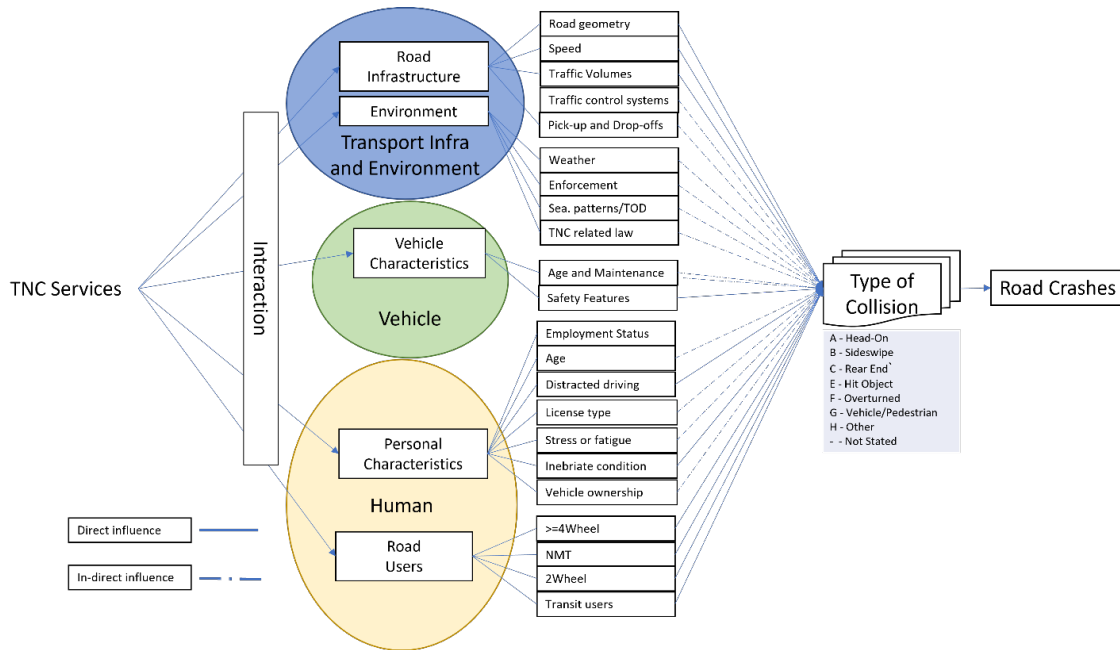 TNC Services
Interaction
Road
Infrastructure
Environment
Transport Infra
and Environment
Vehicle
Characteristics
Vehicle
Personal
Characteristics
Human
Road
Users
Road geometry
Speed
Traffic Volumes
Traffic control systems
Pick-up and Drop-offs
Weather
Enforcement
Sea. patterns/TOD
TNC related law
Age and Maintenance
Safety Features
Employment Status
Age
Distracted driving
License type
Stress or fatigue
Inebriate condition
Vehicle ownership
>=4Wheel
NMT
2Wheel
Transit users
Type of
Collision
A - Head-On
B - Sideswipe
C - Rear End`
E - Hit Object
F - Overturned
G - Vehicle/Pedestrian
H - Other
- - Not Stated
Road Crashes
Direct influence
In-direct influence